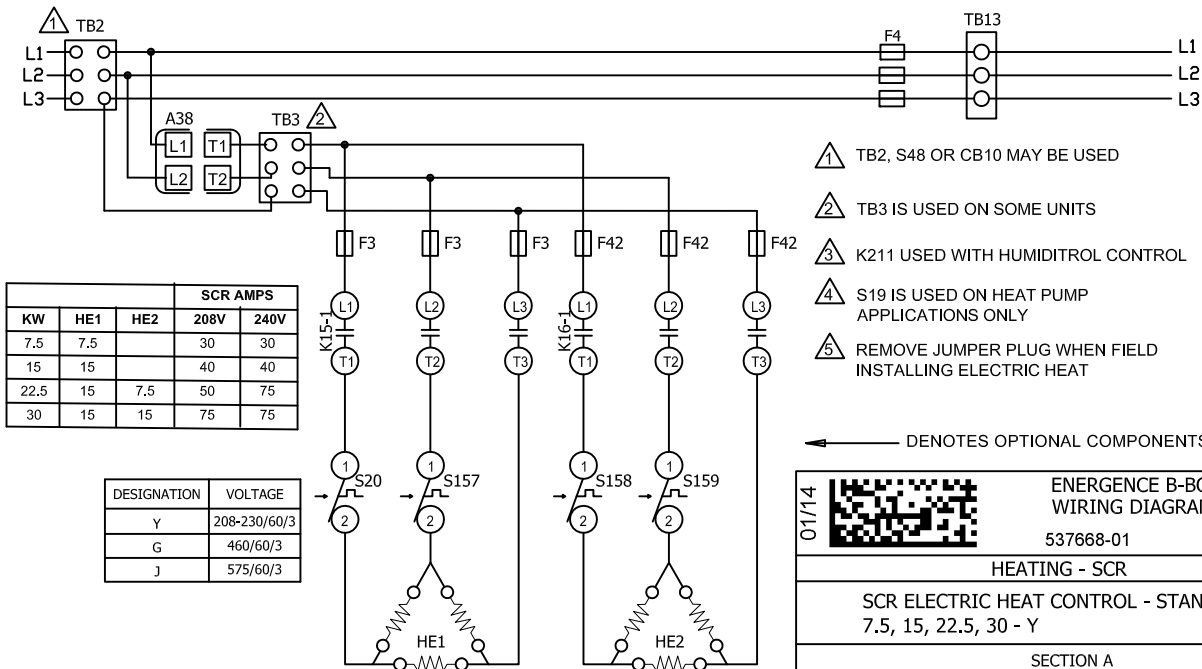 1 TB2
L1
L2
L3
F4
TB13
L1
L2
L3
A38
L1 T1
L2 T2
TB3 2
1 TB2, S48 OR CB10 MAY BE USED
2 TB3 IS USED ON SOME UNITS
3 K211 USED WITH HUMIDITROL CONTROL
4 S19 IS USED ON HEAT PUMP
APPLICATIONS ONLY
5 REMOVE JUMPER PLUG WHEN FIELD
INSTALLING ELECTRIC HEAT
DENOTES OPTIONAL COMPONENTS
F3 F3 F3 F42 F42 F42
L1 L2 L3 L1 L2 L3
K15-1 K16-1
T1 T2 T3 T1 T2 T3
1 1 1 1
S20 S157 S158 S159
2 2 2 2
HE1 HE2
SCR AMPS
KW HE1 HE2 208V 240V
7.5 7.5 30 30
15 15 40 40
22.5 15 7.5 50 75
30 15 15 75 75
DESIGNATION VOLTAGE
Y 208-230/60/3
G 460/60/3
J 575/60/3
01/14
ENERGENCE
WIRING
537668-01
HEATING - SCR
SCR ELECTRIC HEAT CONTROL -
7.5, 15, 22.5, 30 - Y
SECTION A